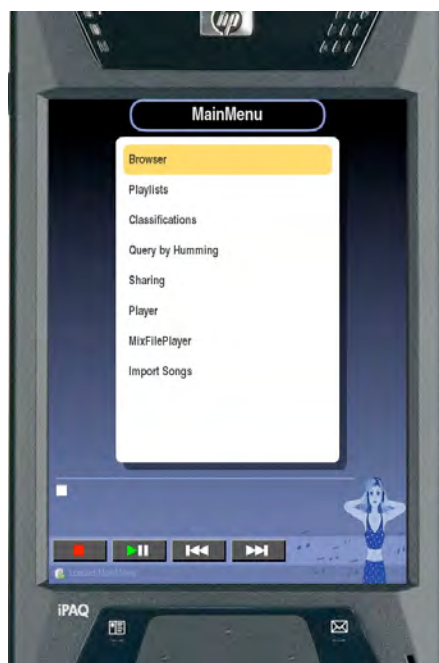 hp
MainMenu
Browser
Playlists
Classifications
Query by Humming
Sharing
Player
MixFilePlayer
Import Songs
iPAQ